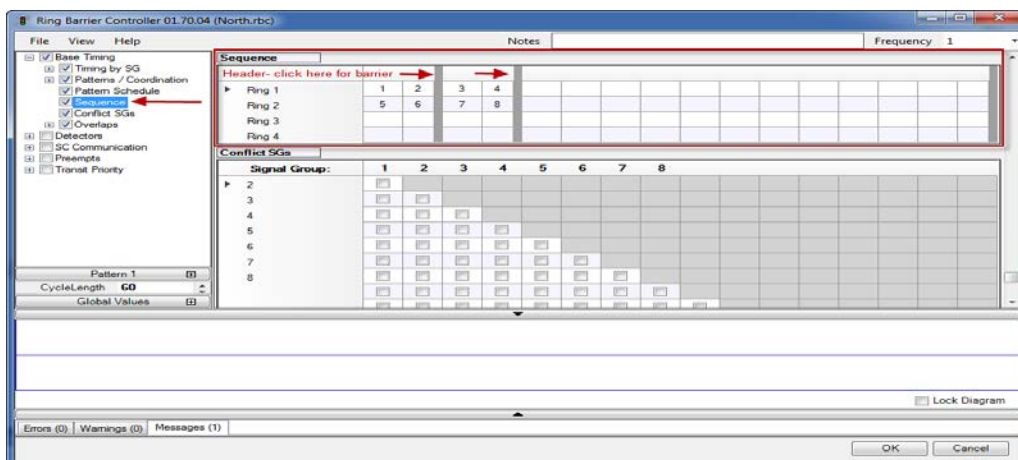 Ring Barrier Controller 01.70.04 (North.rbc)
File View Help Notes Frequency 1
Base Timing
Timing by SG
Patterns / Coordination
Pattern Schedule
Sequence
Conflict SGs
Overlaps
Detectors
SC Communication
Preempts
Transit Priority
Pattern 1
CycleLength GO
Global Values
Sequence
Header- click here for barrier
Ring 1 1 2 3 4
Ring 2 5 6 7 8
Ring 3
Ring 4
Conflict SGs
Signal Group: 1 2 3 4 5 6 7 8
2
3
4
5
6
7
8
Lock Diagram
Errors (0) Warnings (0) Messages (1)
OK Cancel